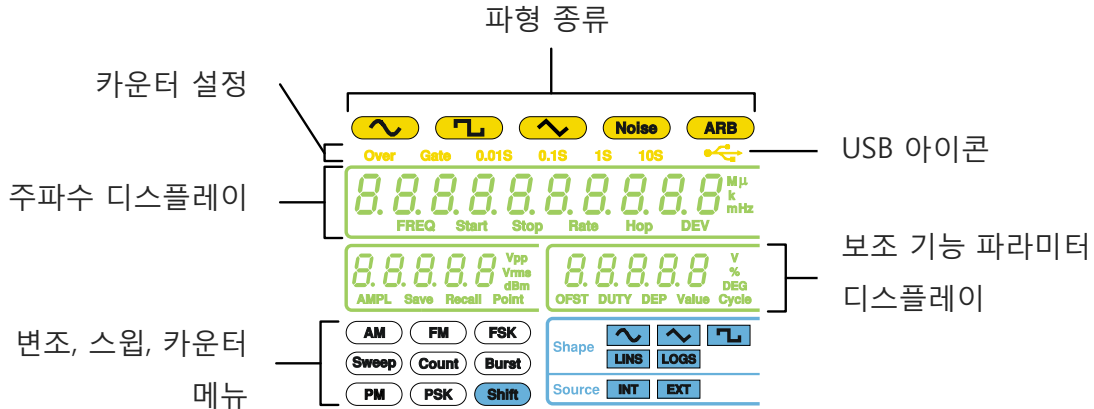 파형 종류
카운터 설정
Noise ARB
Over Gate 0.01S 0.1S 1S 10S
USB 아이콘
주파수 디스플레이
8.8.8.8.8.8.8.8.8.8 Mμ
k
mHz
FREQ Start Stop Rate Hop DEV
보조 기능 파라미터
디스플레이
8.8.8.8.8 Vpp
Vrms
dBm
AMPL Save Recall Point
8.8.8.8.8 V
%
DEG
OFST DUTY DEP Value Cycle
변조, 스윕, 카운터
메뉴
AM FM FSK
Sweep Count Burst
PM PSK Shift
Shape
LINS LOGS
Source INT EXT